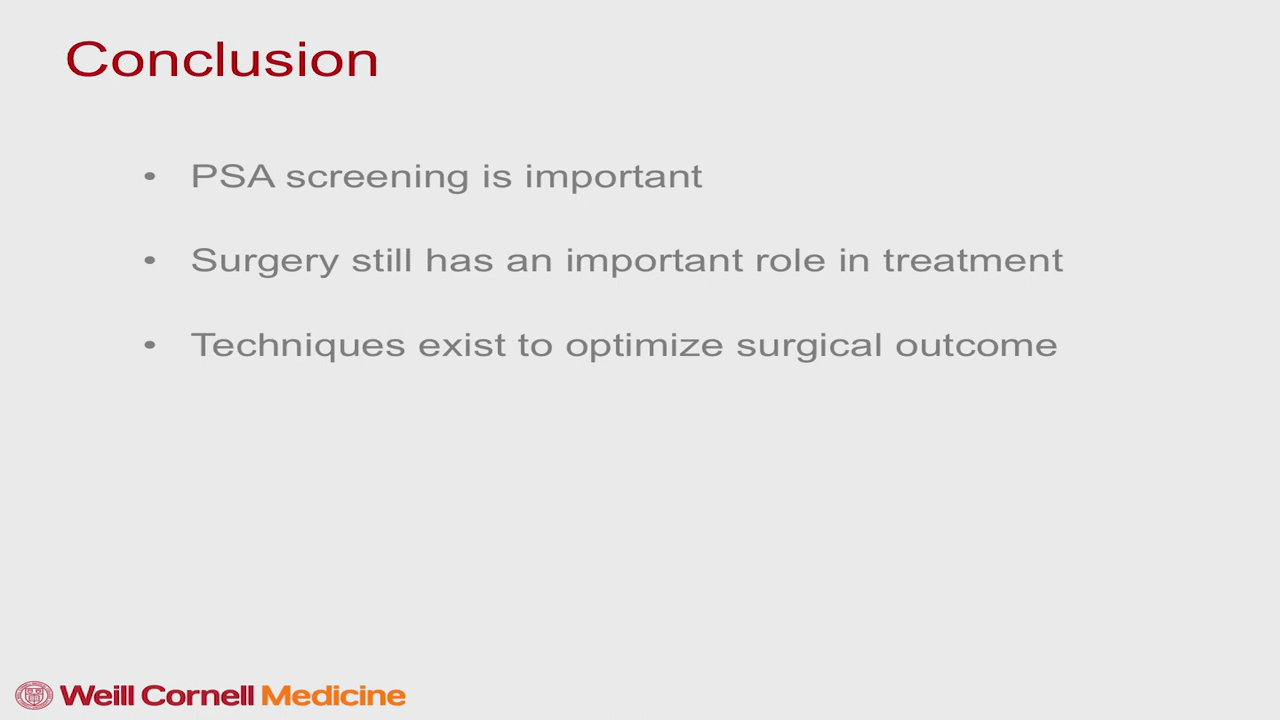 Conclusion
• PSA screening is important
• Surgery still has an important role in treatment
• Techniques exist to optimize surgical outcome
Weill Cornell Medicine